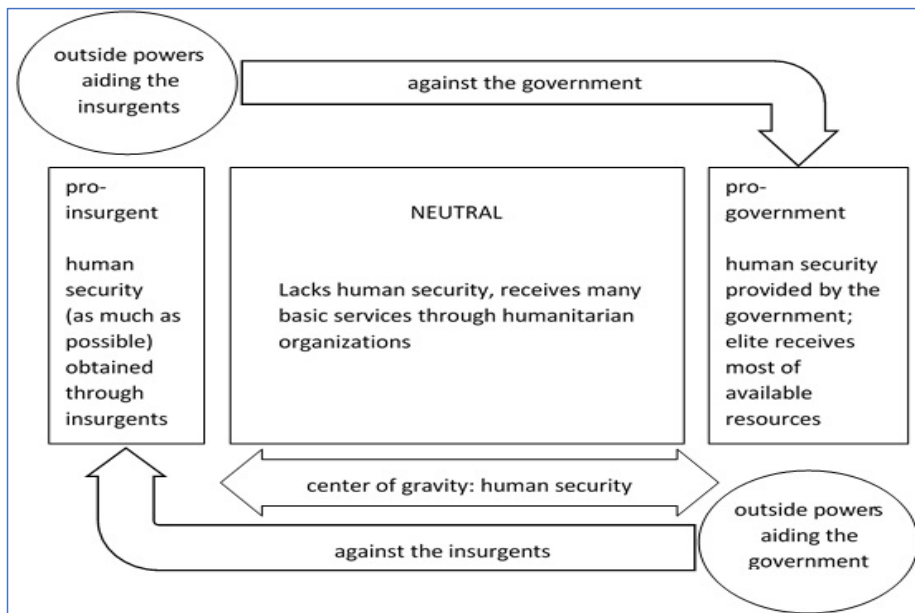 outside powers
aiding the
insurgents
against the government
pro-
insurgent
human
security
(as much as
possible)
obtained
through
insurgents
NEUTRAL
Lacks human security, receives many
basic services through humanitarian
organizations
pro-
government
human security
provided by the
government;
elite receives
most of
available
resources
center of gravity: human security
against the insurgents
outside powers
aiding the
government